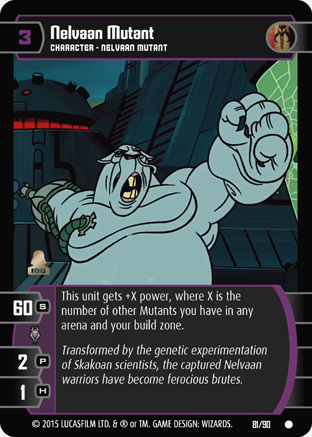 3
Nelvaan Mutant
CHARACTER - NELVAAN MUTANT
IDG
60 S
This unit gets +X power, where X is the
number of other Mutants you have in any
arena and your build zone.
2 P
Transformed by the genetic experimentation
of Skakoan scientists, the captured Nelvaan
warriors have become ferocious brutes.
1 H
© 2015 LUCASFILM LTD. & ® or TM. GAME DESIGN: WIZARDS. 81/90